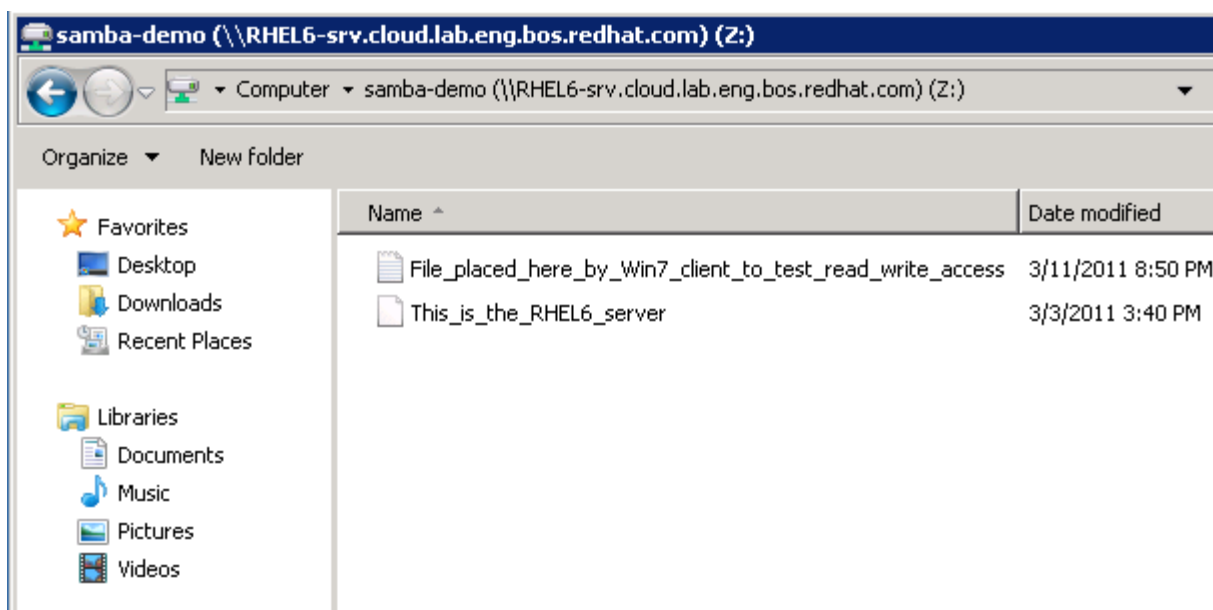 samba-demo (\\RHEL6-srv.cloud.lab.eng.bos.redhat.com) (Z:)
Computer samba-demo (\\RHEL6-srv.cloud.lab.eng.bos.redhat.com) (Z:)
Organize New folder
Favorites
Desktop
Downloads
Recent Places
Libraries
Documents
Music
Pictures
Videos
Name Date modified
File_placed_here_by_Win7_client_to_test_read_write_access 3/11/2011 8:50 PM
This_is_the_RHEL6_server 3/3/2011 3:40 PM